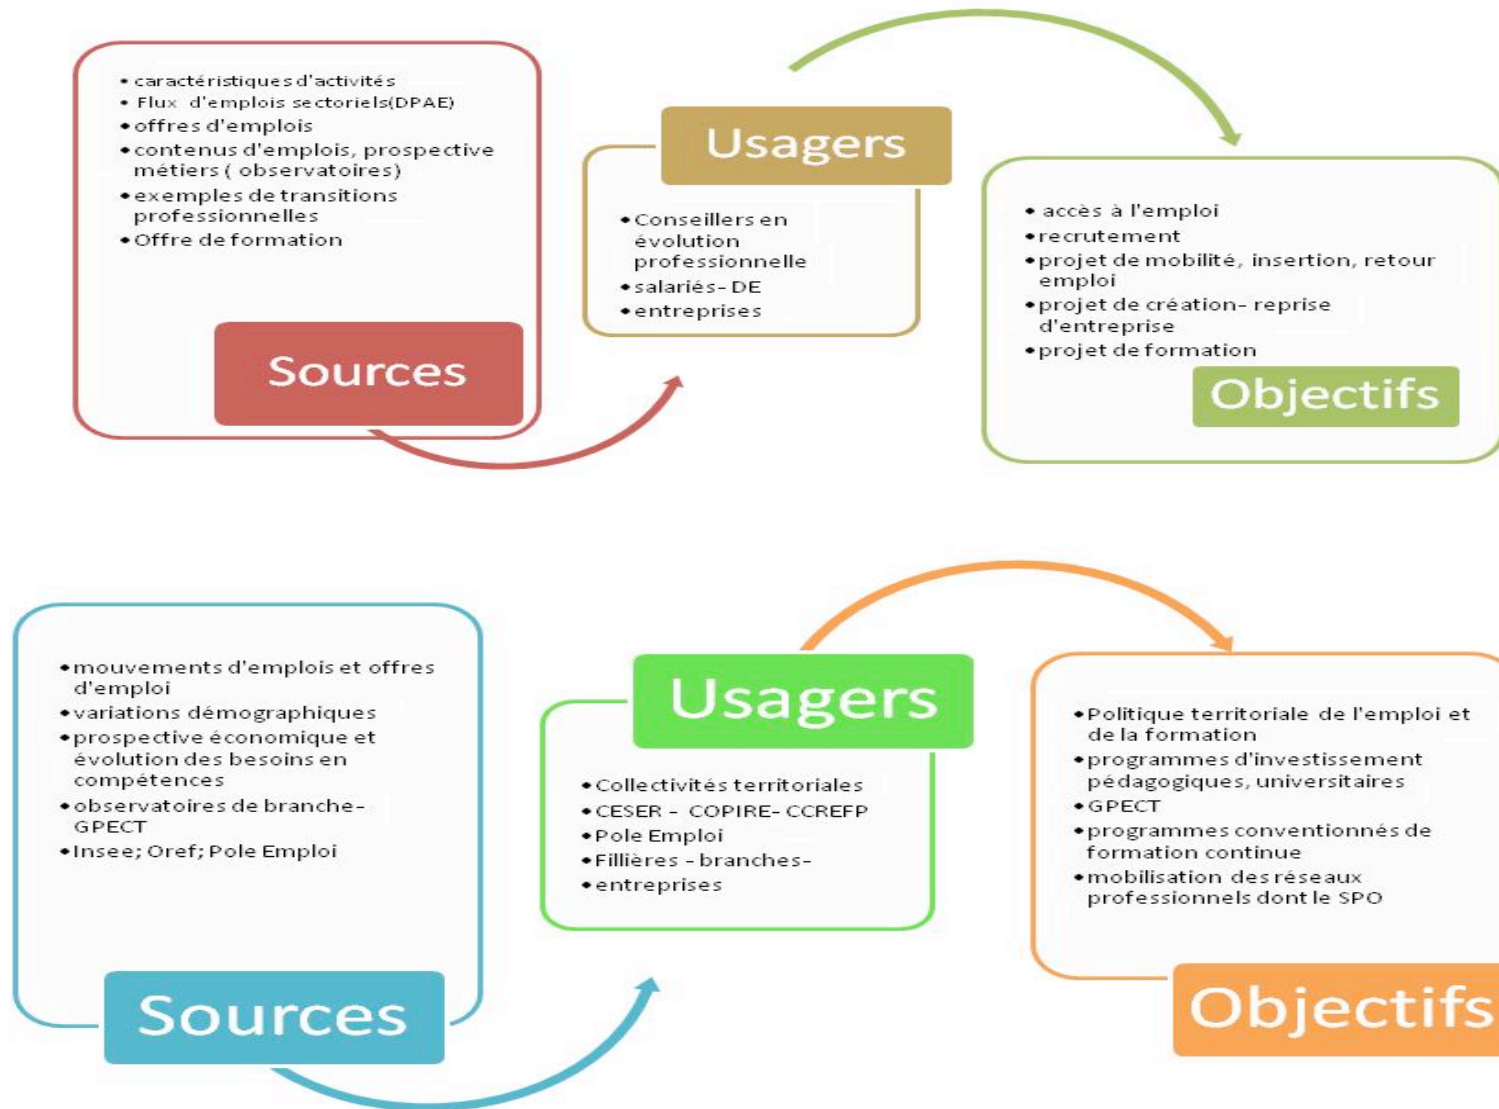 • caractéristiques d'activités
• Flux d'emplois sectoriels(DPAE)
• offres d'emplois
• contenus d'emplois, prospective
métiers ( observatoires)
• exemples de transitions
professionnelles
• Offre de formation
Sources
Usagers
• Conseillers en
évolution
professionnelle
• salariés- DE
• entreprises
• accès à l'emploi
• recrutement
• projet de mobilité, insertion, retour
emploi
• projet de création- reprise
d'entreprise
• projet de formation
Objectifs
• mouvements d'emplois et offres
d'emploi
• variations démographiques
• prospective économique et
évolution des besoins en
compétences
• observatoires de branche-
GPECT
• Insee; Oref; Pole Emploi
Sources
Usagers
• Collectivités territoriales
• CESER - COPIRE- CCREFP
• Pole Emploi
• Fillières - branches-
• entreprises
• Politique territoriale de l'emploi et
de la formation
• programmes d'investissement
pédagogiques, universitaires
• GPECT
• programmes conventionnés de
formation continue
• mobilisation des réseaux
professionnels dont le SPO
Objectifs